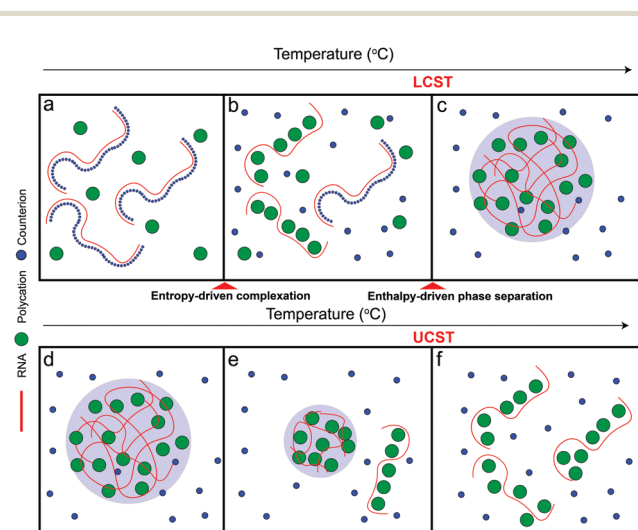 Temperature (°C)
LCST
a
b
c
Entropy-driven complexation
Enthalpy-driven phase separation
Temperature (°C)
UCST
d
e
f
RNA
Polycation
Counterion